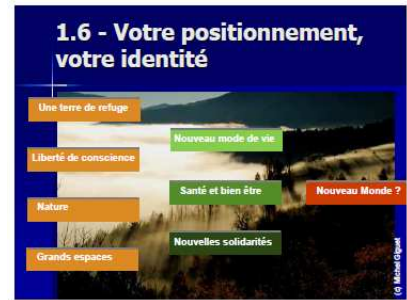 1.6 - Votre positionnement,
votre identité
Une terre de refuge
Nouveau mode de vie
Liberté de conscience
Santé et bien être
Nouveau Monde ?
Nature
Nouvelles solidarités
Grands espaces
(c) Michel Giguet